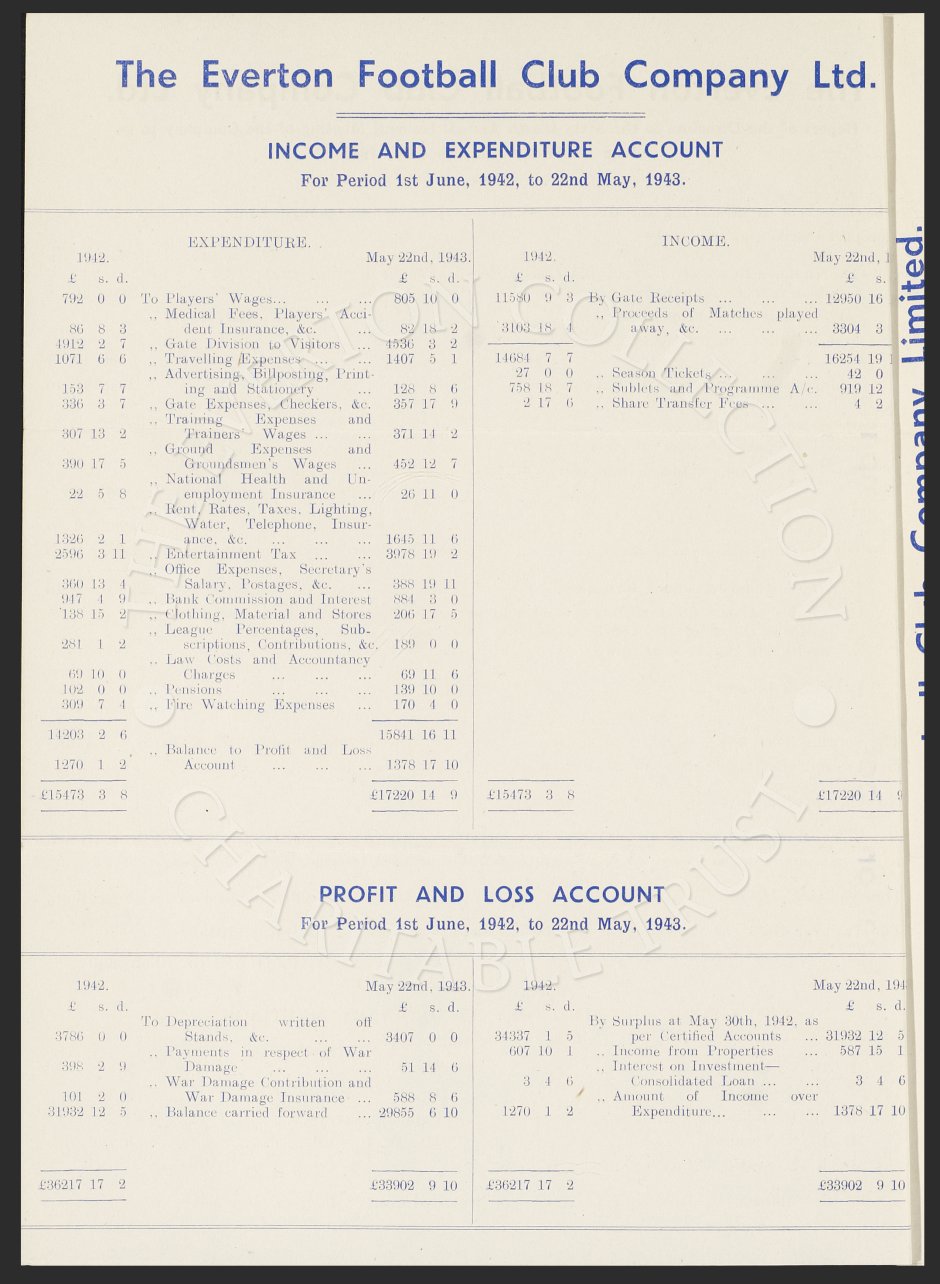 The Everton Football Club Company Ltd.
INCOME AND EXPENDITURE ACCOUNT
For Period 1st June, 1942, to 22nd May, 1943.
EXPENDITURE.
1942. May 22nd, 1943.
£ s. d. £ s. d.
792 0 0 To Players' Wages... ... ... 805 10 0
,, Medical Fees, Players' Acci-
86 8 3 dent Insurance, &c. ... 82 18 2
4912 2 7 ,, Gate Division to Visitors ... 4536 3 2
1071 6 6 ,, Travelling Expenses ... ... 1407 5 1
,, Advertising, Billposting, Print-
153 7 7 ing and Stationery ... 128 8 6
336 3 7 ,, Gate Expenses, Checkers, &c. 357 17 9
,, Training Expenses and
307 13 2 Trainers' Wages ... ... 371 14 2
,, Ground Expenses and
390 17 5 Groundsmen's Wages ... 452 12 7
,, National Health and Un-
22 5 8 employment Insurance ... 26 11 0
,, Rent, Rates, Taxes, Lighting,
Water, Telephone, Insur-
1326 2 1 ance, &c. ... ... ... 1645 11 6
2596 3 11 ,, Entertainment Tax ... ... 3978 19 2
,, Office Expenses, Secretary's
360 13 4 Salary, Postages, &c. ... 388 19 11
947 4 9 ,, Bank Commission and Interest 884 3 0
138 15 2 ,, Clothing, Material and Stores 206 17 5
,, League Percentages, Sub-
281 1 2 scriptions, Contributions, &c. 189 0 0
,, Law Costs and Accountancy
69 10 0 Charges ... ... ... 69 11 6
102 0 0 ,, Pensions ... ... ... 139 10 0
309 7 4 ,, Fire Watching Expenses ... 170 4 0
14203 2 6 15841 16 11
,, Balance to Profit and Loss
1270 1 2 Account ... ... ... 1378 17 10
£15473 3 8 £17220 14 9
INCOME.
1942. May 22nd, 1
£ s. d. £ s.
11580 9 3 By Gate Receipts ... ... ... 12950 16
,, Proceeds of Matches played
3103 18 4 away, &c. ... ... ... 3304 3
14684 7 7 16254 19 1
27 0 0 ,, Season Tickets ... ... 42 0
758 18 7 ,, Sublets and Programme A/c. 919 12
2 17 6 ,, Share Transfer Fees ... ... 4 2
£15473 3 8 £17220 14 9
PROFIT AND LOSS ACCOUNT
For Period 1st June, 1942, to 22nd May, 1943.
1942. May 22nd, 1943.
£ s. d. £ s. d.
To Depreciation written off
3786 0 0 Stands, &c. ... ... 3407 0 0
,, Payments in respect of War
398 2 9 Damage ... ... ... 51 14 6
,, War Damage Contribution and
101 2 0 War Damage Insurance ... 588 8 6
31932 12 5 ,, Balance carried forward ... 29855 6 10
£36217 17 2 £33902 9 10
1942. May 22nd, 194
£ s. d. £ s. d.
By Surplus at May 30th, 1942, as
34337 1 5 per Certified Accounts ... 31932 12 5
607 10 1 ,, Income from Properties ... 587 15 1
,, Interest on Investment—
3 4 6 Consolidated Loan ... ... 3 4 6
,, Amount of Income over
1270 1 2 Expenditure... ... ... 1378 17 10
£36217 17 2 £33902 9 10
Company Limited.
THE EVERTON COLLECTION
CHARITABLE TRUST